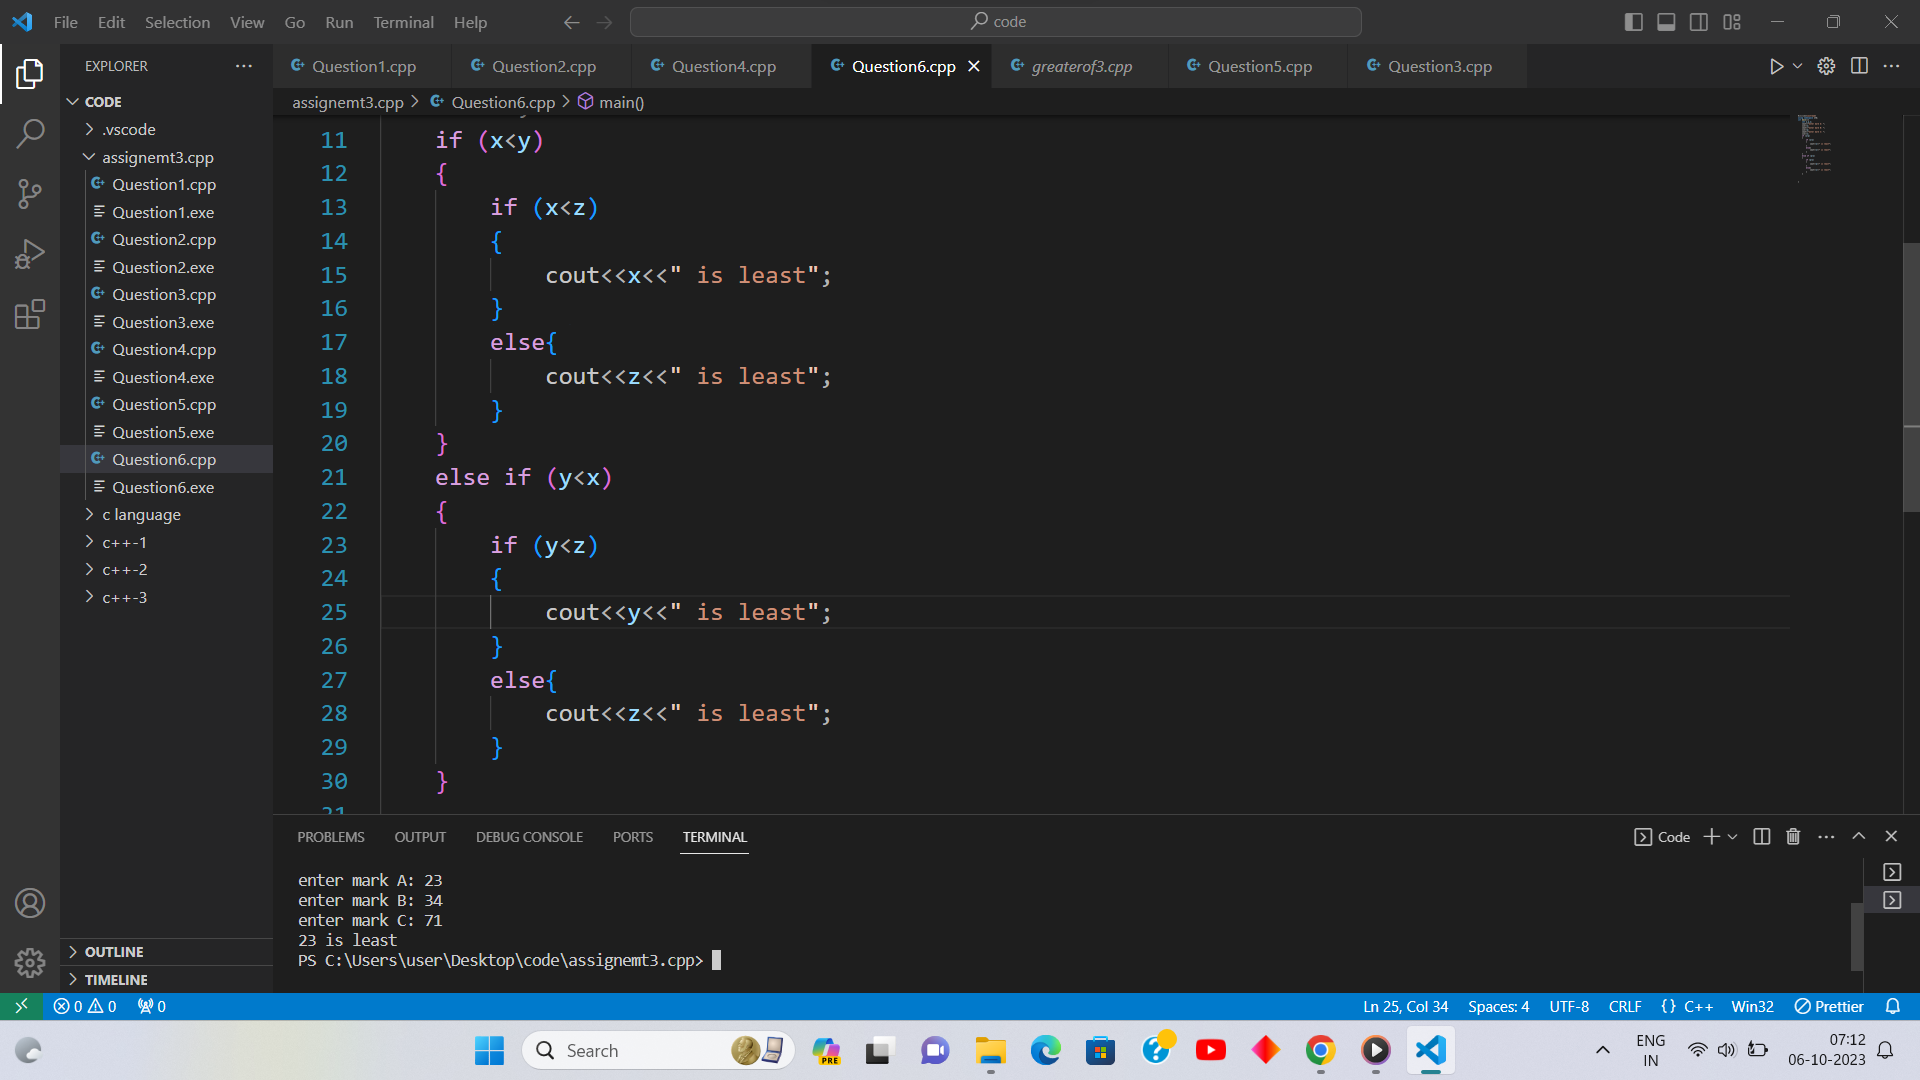 File Edit Selection View Go Run Terminal Help
code
EXPLORER
Question1.cpp Question2.cpp Question4.cpp Question6.cpp greaterof3.cpp Question5.cpp Question3.cpp
assignemt3.cpp > Question6.cpp > main()
CODE
.vscode
assignemt3.cpp
Question1.cpp
Question1.exe
Question2.cpp
Question2.exe
Question3.cpp
Question3.exe
Question4.cpp
Question4.exe
Question5.cpp
Question5.exe
Question6.cpp
Question6.exe
c language
c++-1
c++-2
c++-3
OUTLINE
TIMELINE
11 if (x<y)
12 {
13 if (x<z)
14 {
15 cout<<x<<" is least";
16 }
17 else{
18 cout<<z<<" is least";
19 }
20 }
21 else if (y<x)
22 {
23 if (y<z)
24 {
25 cout<<y<<" is least";
26 }
27 else{
28 cout<<z<<" is least";
29 }
30 }
PROBLEMS OUTPUT DEBUG CONSOLE PORTS TERMINAL
Code
enter mark A: 23
enter mark B: 34
enter mark C: 71
23 is least
PS C:\Users\user\Desktop\code\assignemt3.cpp>
0 0 0
Ln 25, Col 34 Spaces: 4 UTF-8 CRLF {} C++ Win32 Prettier
Search
PRE
ENG
IN
07:12
06-10-2023